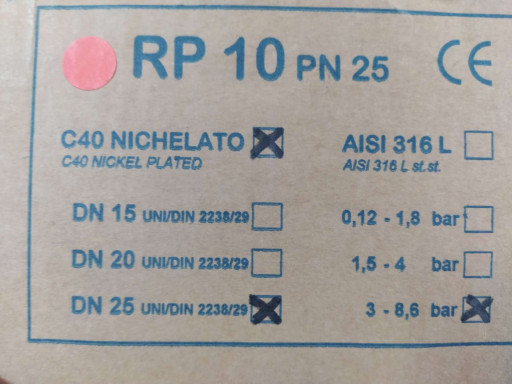 RP 10 PN 25 CE
C40 NICHELATO AISI 316 L
C40 NICKEL PLATED AISI 316 L st.st.
DN 15 UNI/DIN 2238/29 0,12 - 1,8 bar
DN 20 UNI/DIN 2238/29 1,5 - 4 bar
DN 25 UNI/DIN 2238/29 3 - 8,6 bar